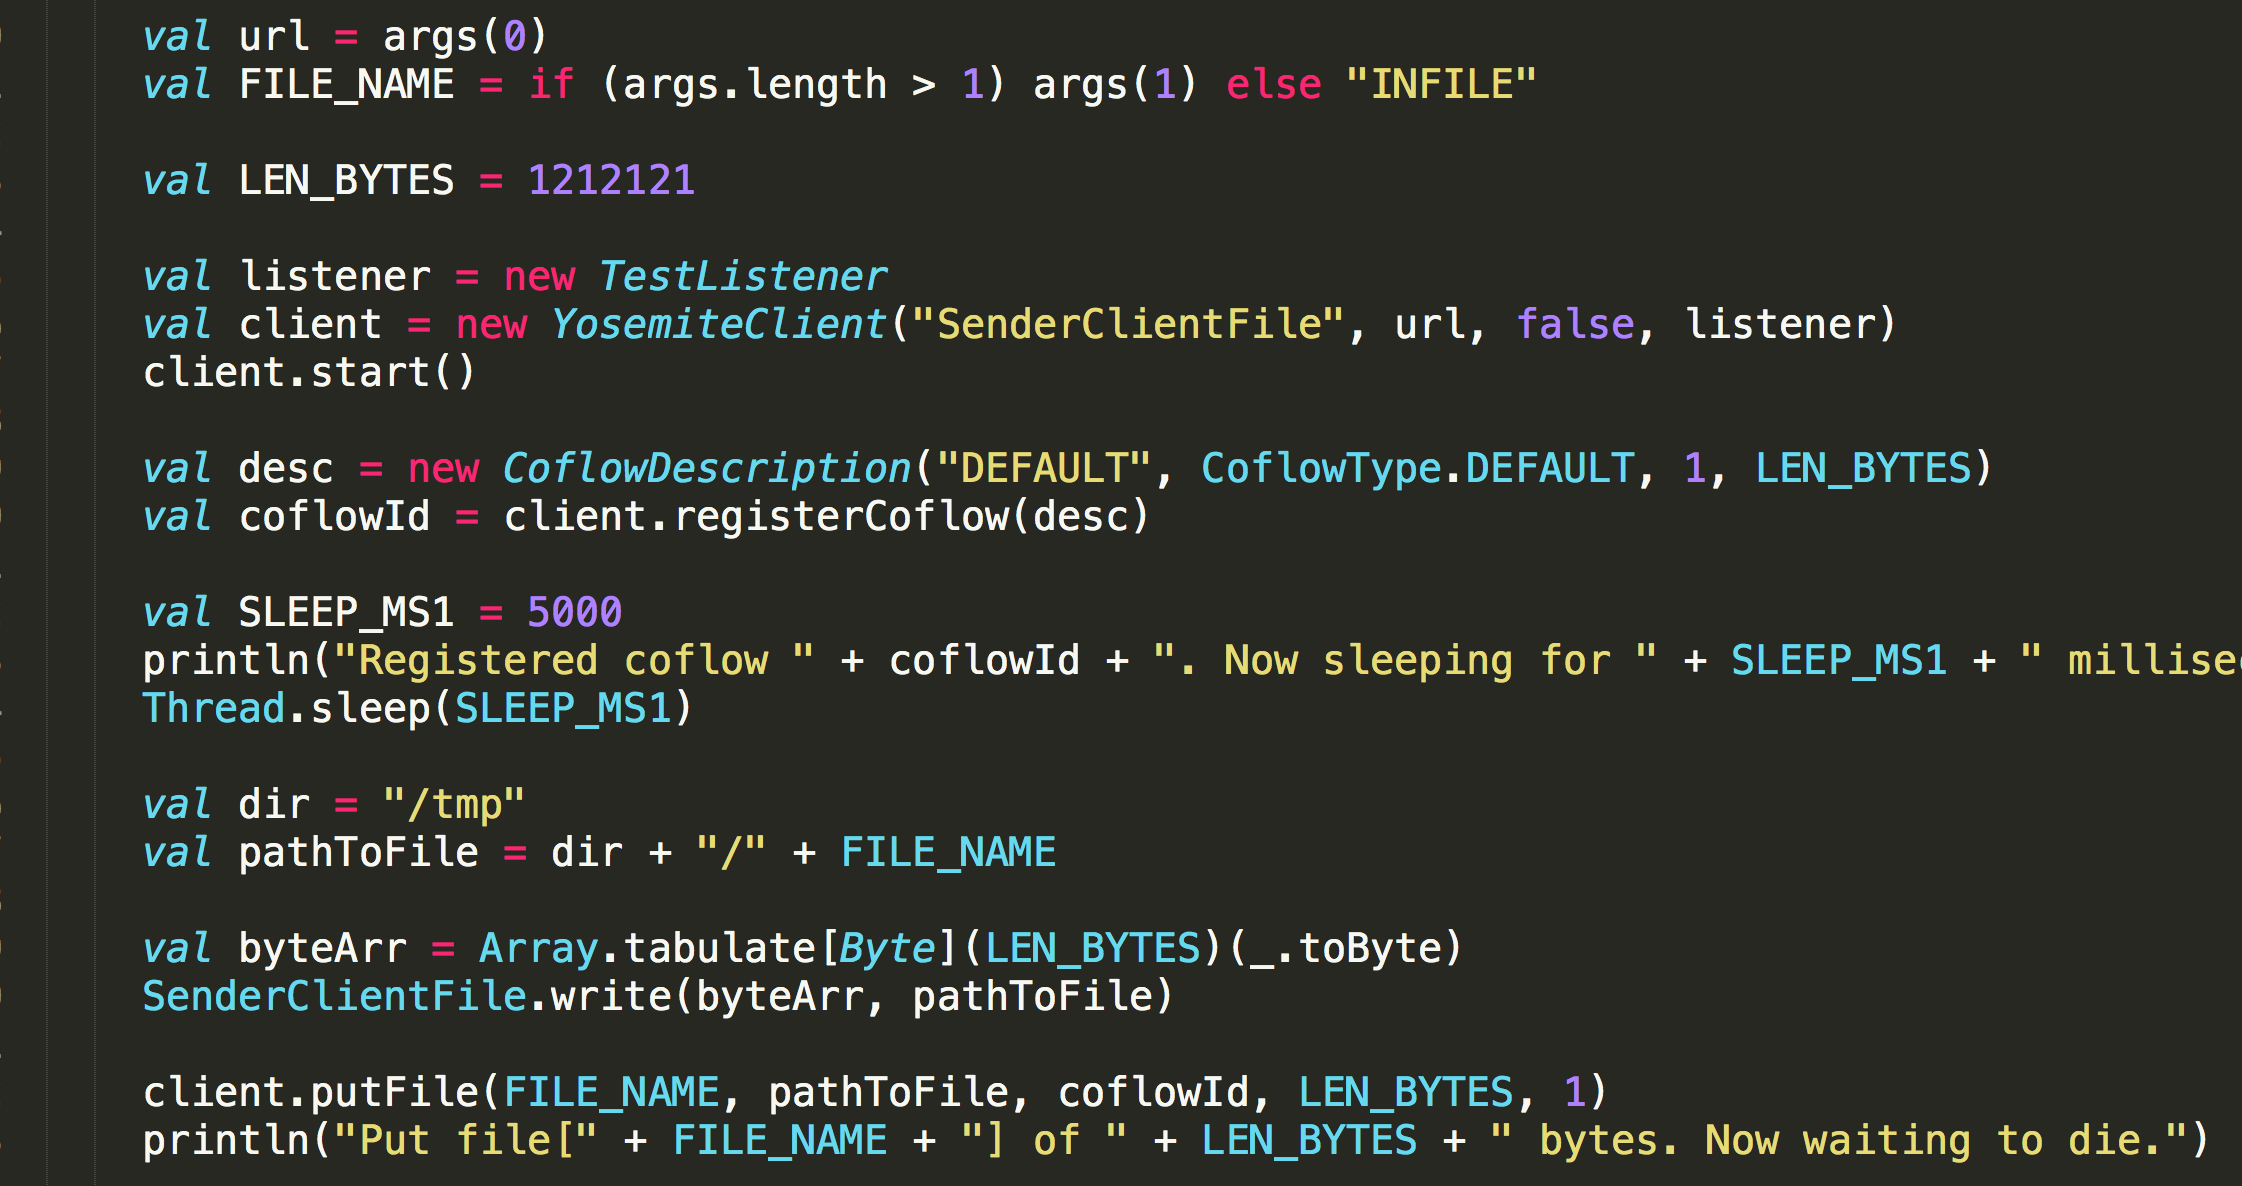 val url = args(0)
val FILE_NAME = if (args.length > 1) args(1) else "INFILE"
val LEN_BYTES = 1212121
val listener = new TestListener
val client = new YosemiteClient("SenderClientFile", url, false, listener)
client.start()
val desc = new CoflowDescription("DEFAULT", CoflowType.DEFAULT, 1, LEN_BYTES)
val coflowId = client.registerCoflow(desc)
val SLEEP_MS1 = 5000
println("Registered coflow " + coflowId + ". Now sleeping for " + SLEEP_MS1 + "
Thread.sleep(SLEEP_MS1)
val dir = "/tmp"
val pathToFile = dir + "/" + FILE_NAME
val byteArr = Array.tabulate[Byte](LEN_BYTES)(_.toByte)
SenderClientFile.write(byteArr, pathToFile)
client.putFile(FILE_NAME, pathToFile, coflowId, LEN_BYTES, 1)
println("Put file[" + FILE_NAME + "] of " + LEN_BYTES + " bytes. Now waiting to die.")